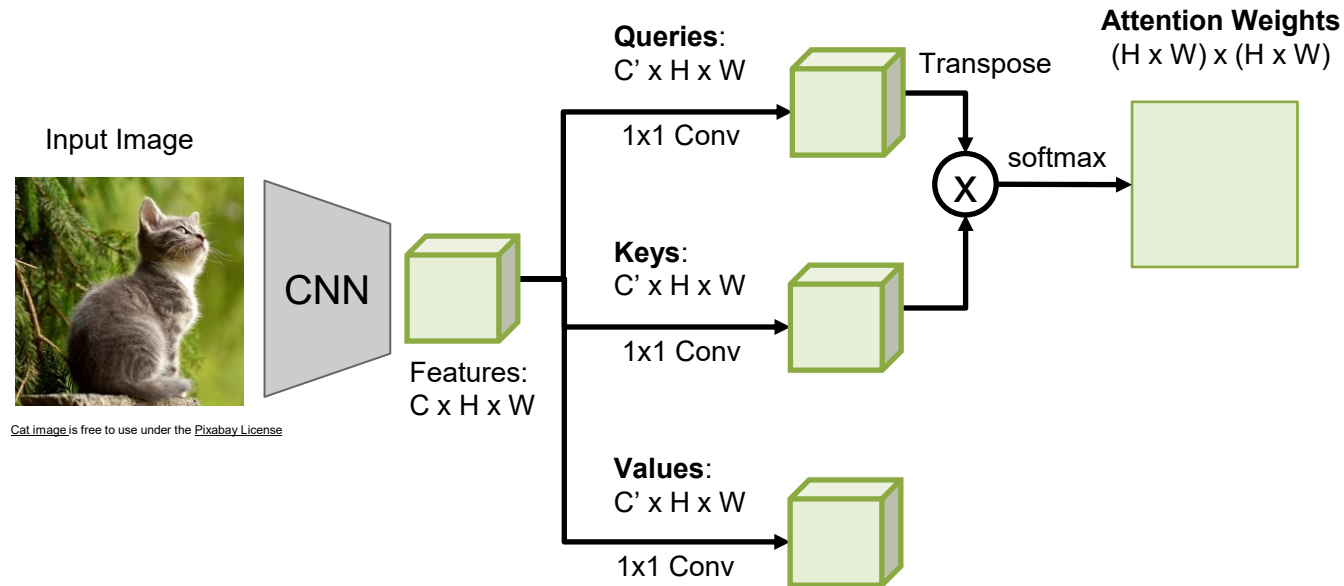 Input Image
Cat image is free to use under the Pixabay License
CNN
Features:
C x H x W
Queries:
C’ x H x W
1x1 Conv
Keys:
C’ x H x W
1x1 Conv
Values:
C’ x H x W
1x1 Conv
Transpose
X
softmax
Attention Weights
(H x W) x (H x W)